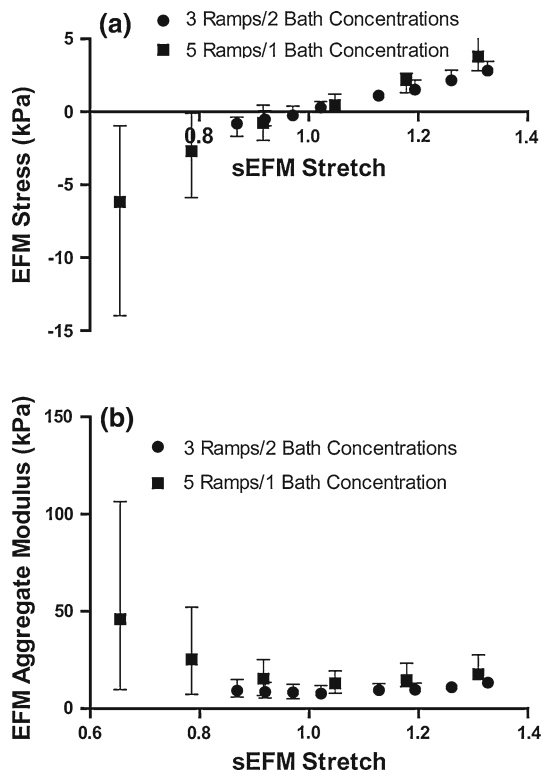 (a)
3 Ramps/2 Bath Concentrations
5 Ramps/1 Bath Concentration
EFM Stress (kPa)
5
0
-5
-10
-15
0.8
1.0
1.2
1.4
sEFM Stretch
(b)
3 Ramps/2 Bath Concentrations
5 Ramps/1 Bath Concentration
EFM Aggregate Modulus (kPa)
150
100
50
0
0.6
0.8
1.0
1.2
1.4
sEFM Stretch